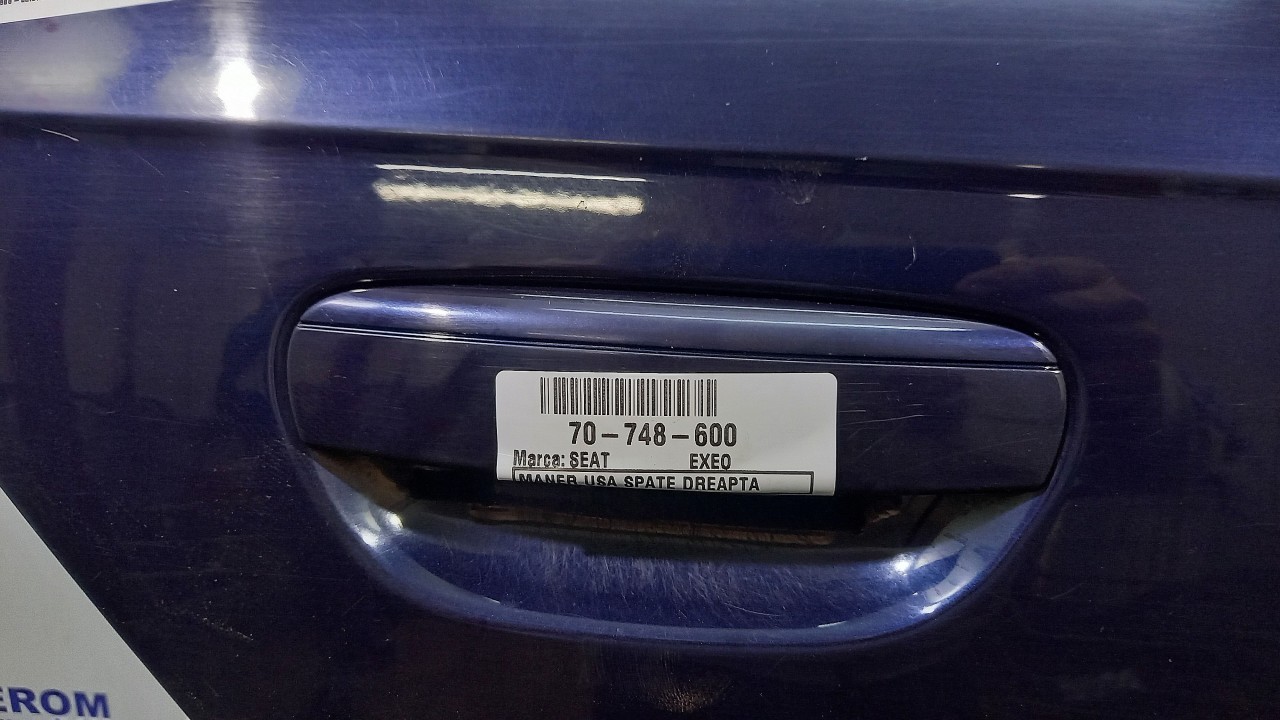 70-748-600
Marca: SEAT EXEO
MANER USA SPATE DREAPTA
EROM